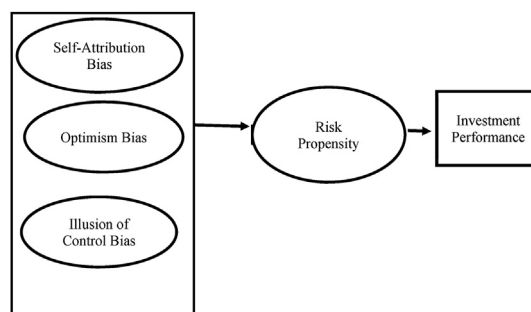 Self-Attribution
Bias
Optimism Bias
Illusion of
Control Bias
Risk
Propensity
Investment
Performance